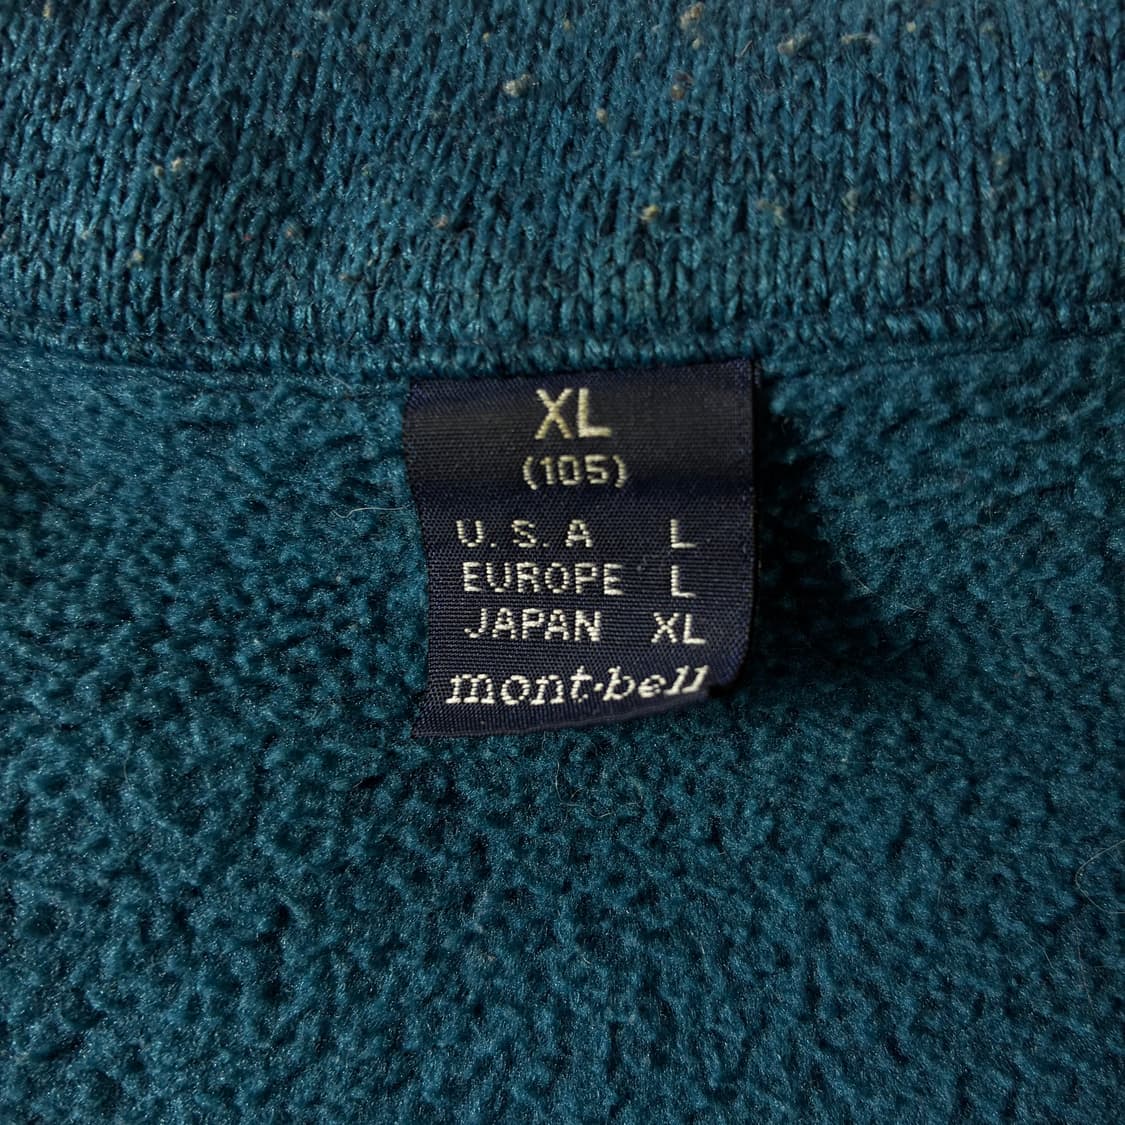 XL
(105)
U.S.A L
EUROPE L
JAPAN XL
mont-bell